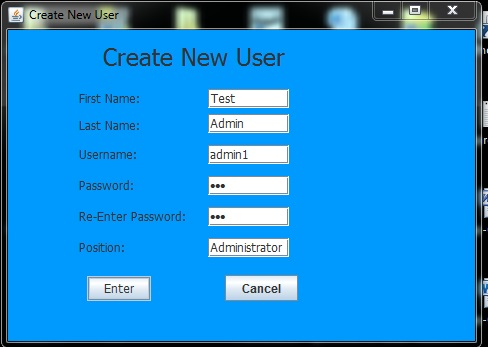 Create New User
Create New User
First Name: Test
Last Name: Admin
Username: admin1
Password: •••
Re-Enter Password: •••
Position: Administrator
Enter Cancel